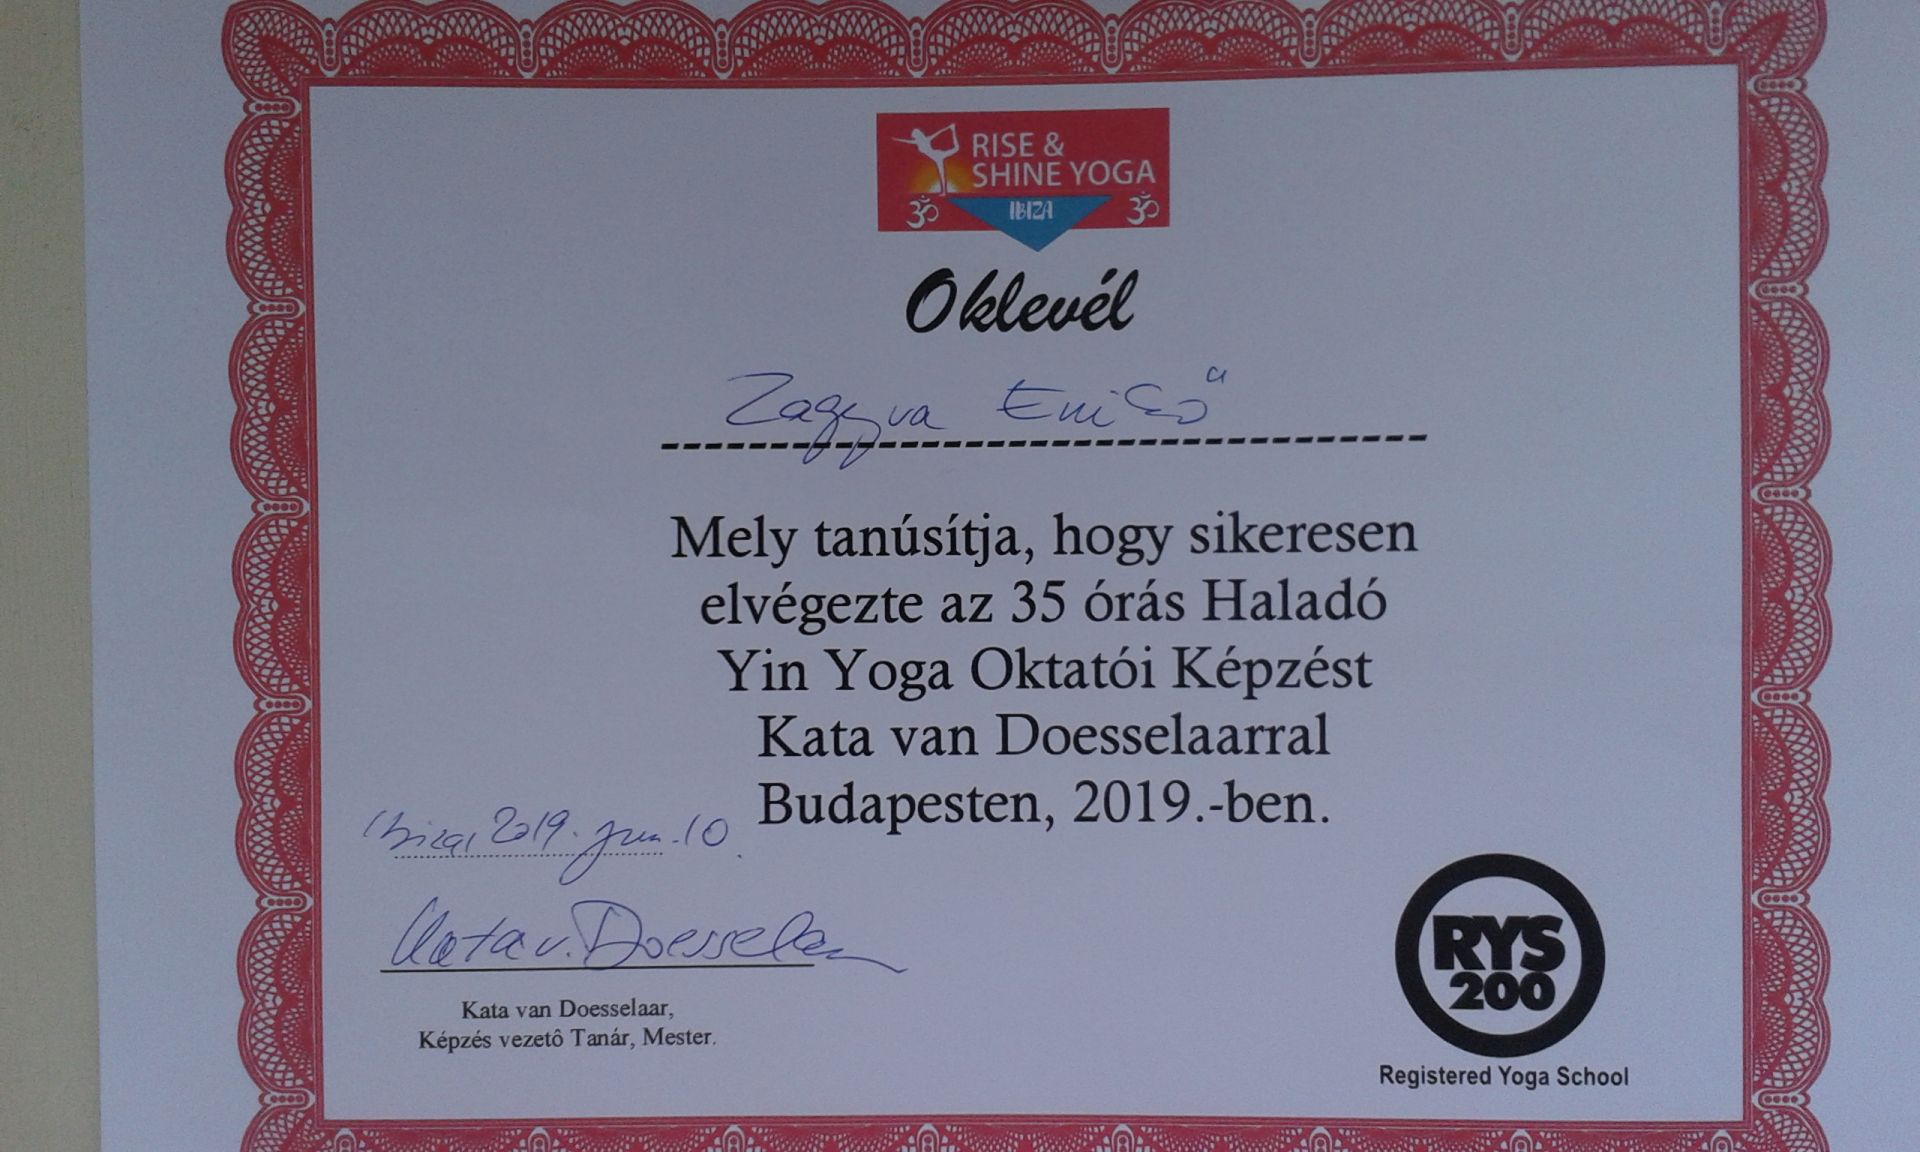 RISE &
SHINE YOGA
IBIZA
Oklevél
Zagyva Enikő
Mely tanúsítja, hogy sikeresen
elvégezte az 35 órás Haladó
Yin Yoga Oktatói Képzést
Kata van Doesselaarral
Budapesten, 2019.-ben.
Ibiza, 2019. jun. 10.
Kata v. Doesselaar
Kata van Doesselaar,
Képzés vezetô Tanár, Mester.
RYS
200
Registered Yoga School